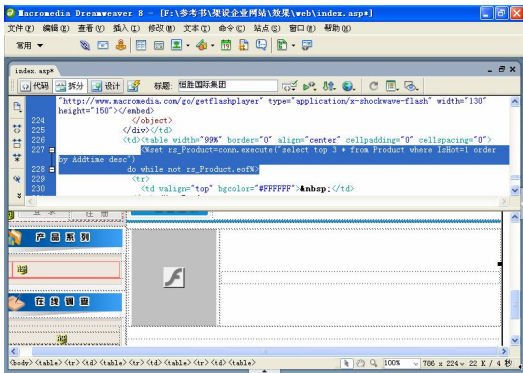 Macromedia Dreamweaver 8 - [F:\参考书\架设企业网站\效果\web\index.asp*]
文件(F) 编辑(E) 查看(V) 插入(I) 修改(M) 文本(T) 命令(C) 站点(S) 窗口(W) 帮助(H)
常用
index.asp*
代码 拆分 设计 标题: 恒胜国际集团
"http://www.macromedia.com/go/getflashplayer" type="application/x-shockwave-flash" width="130"
height="150"></embed>
224 </object>
225 </div></td>
226 <td><table width="99%" border="0" align="center" cellpadding="0" cellspacing="0">
227 <%set rs_Product=conn.execute("select top 3 * from Product where IsHot=1 order
by Addtime desc")
228 do while not rs_Product.eof%>
229 <tr>
230 <td valign="top" bgcolor="#FFFFFF">&nbsp;</td>
产品系列
在线调查
<body> <table> <tr> <td> <table> <tr> <td> <table> <tr> <td> <table>
100% 786 x 224 22 K / 4 秒